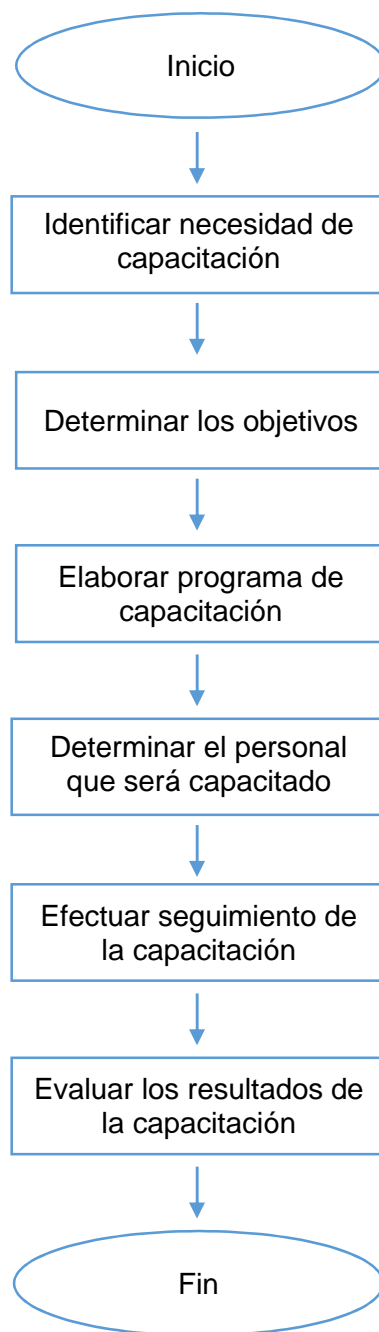 Inicio
Identificar necesidad de
capacitación
Determinar los objetivos
Elaborar programa de
capacitación
Determinar el personal
que será capacitado
Efectuar seguimiento de
la capacitación
Evaluar los resultados de
la capacitación
Fin